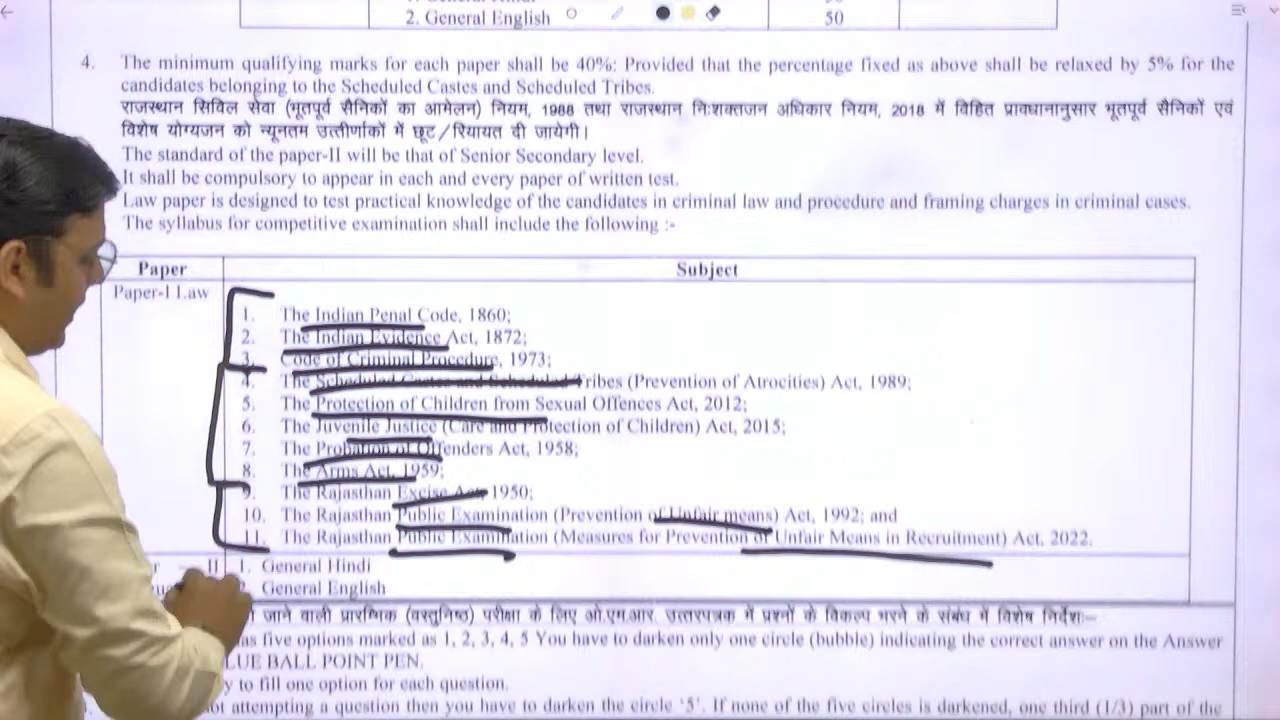 2. General English
50
4. The minimum qualifying marks for each paper shall be 40%: Provided that the percentage fixed as above shall be relaxed by 5% for the
candidates belonging to the Scheduled Castes and Scheduled Tribes.
राजस्थान सिविल सेवा (भूतपूर्व सैनिकों का आमेलन) नियम, 1988 तथा राजस्थान निःशक्तजन अधिकार नियम, 2018 में विहित प्रावधानानुसार भूतपूर्व सैनिकों एवं
विशेष योग्यजन को न्यूनतम उत्तीर्णांको में छूट/रियायत दी जायेगी।
The standard of the paper-II will be that of Senior Secondary level.
It shall be compulsory to appear in each and every paper of written test.
Law paper is designed to test practical knowledge of the candidates in criminal law and procedure and framing charges in criminal cases.
The syllabus for competitive examination shall include the following :-
Paper Subject
Paper-I Law
1. The Indian Penal Code, 1860;
2. The Indian Evidence Act, 1872;
3. Code of Criminal Procedure, 1973;
4. The Scheduled Castes and Scheduled Tribes (Prevention of Atrocities) Act, 1989;
5. The Protection of Children from Sexual Offences Act, 2012;
6. The Juvenile Justice (Care and Protection of Children) Act, 2015;
7. The Probation of Offenders Act, 1958;
8. The Arms Act, 1959;
9. The Rajasthan Excise Act, 1950;
10. The Rajasthan Public Examination (Prevention of Unfair means) Act, 1992; and
11. The Rajasthan Public Examination (Measures for Prevention of Unfair Means in Recruitment) Act, 2022.
II 1. General Hindi
General English
जाने वाली प्रारम्भिक (वस्तुनिष्ठ) परीक्षा के लिए ओ.एम.आर. उत्तरपत्रक में प्रश्नों के विकल्प भरने के संबंध में विशेष निर्देशः-
as five options marked as 1, 2, 3, 4, 5 You have to darken only one circle (bubble) indicating the correct answer on the Answer
LUE BALL POINT PEN.
y to fill one option for each question.
ot attempting a question then you have to darken the circle '5'. If none of the five circles is darkened, one third (1/3) part of the